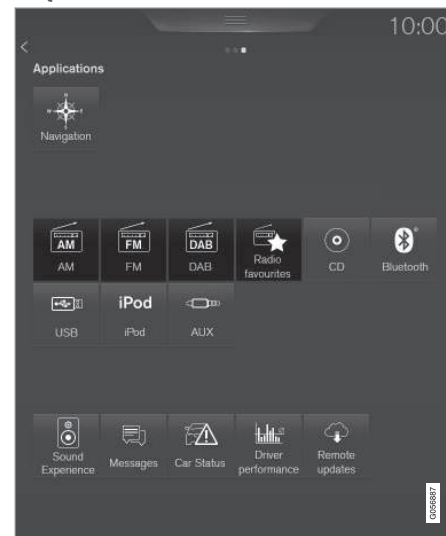 10:00
Applications
Navigation
AM
FM
DAB
AM
FM
DAB
Radio
favourites
CD
Bluetooth
iPod
USB
iPod
AUX
Sound
Experience
Messages
Car Status
Driver
performance
Remote
updates
G056887